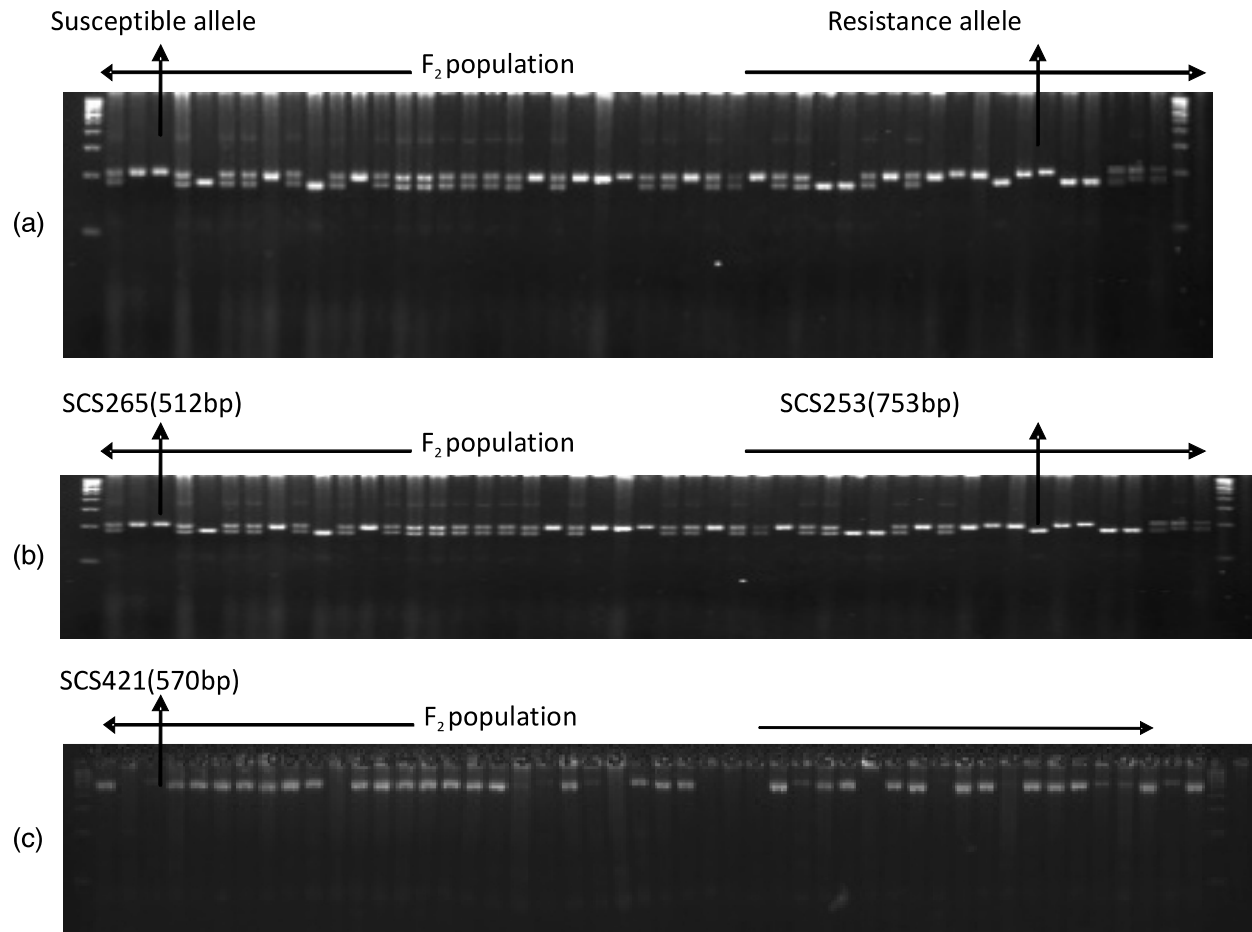 Susceptible allele
Resistance allele
F2 population
(a)
SCS265(512bp)
SCS253(753bp)
F2 population
(b)
SCS421(570bp)
F2 population
(c)